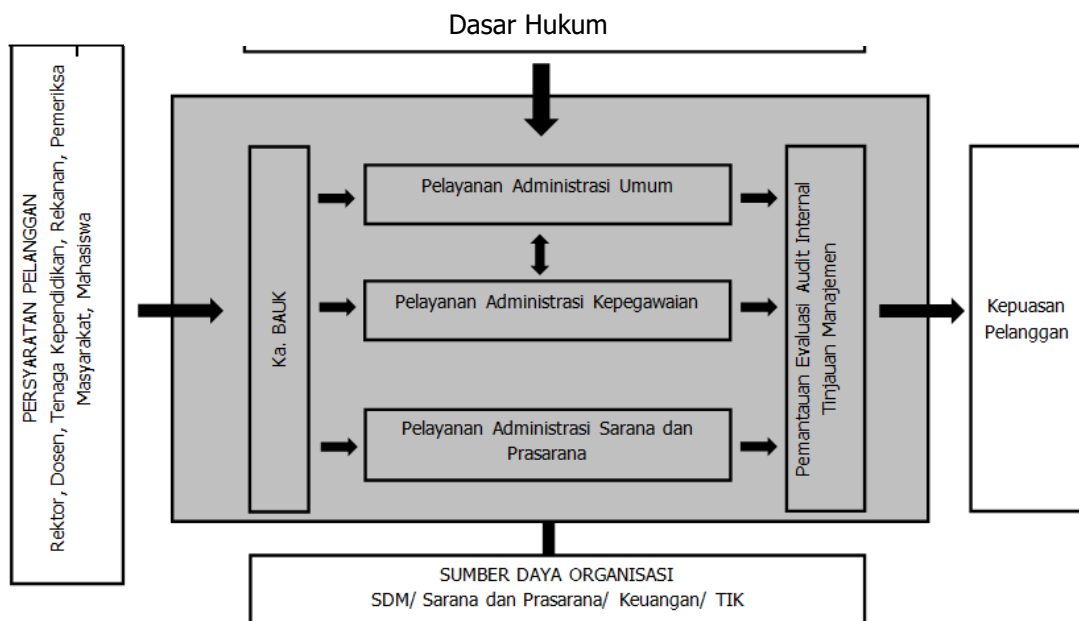 Dasar Hukum
PERSYARATAN PELANGGAN
Rektor, Dosen, Tenaga Kependidikan, Rekanan, Pemeriksa
Masyarakat, Mahasiswa
Ka. BAUK
Pelayanan Administrasi Umum
Pelayanan Administrasi Kepegawaian
Pelayanan Administrasi Sarana dan
Prasarana
Pemantauan Evaluasi Audit Internal
Tinjauan Manajemen
Kepuasan
Pelanggan
SUMBER DAYA ORGANISASI
SDM/ Sarana dan Prasarana/ Keuangan/ TIK